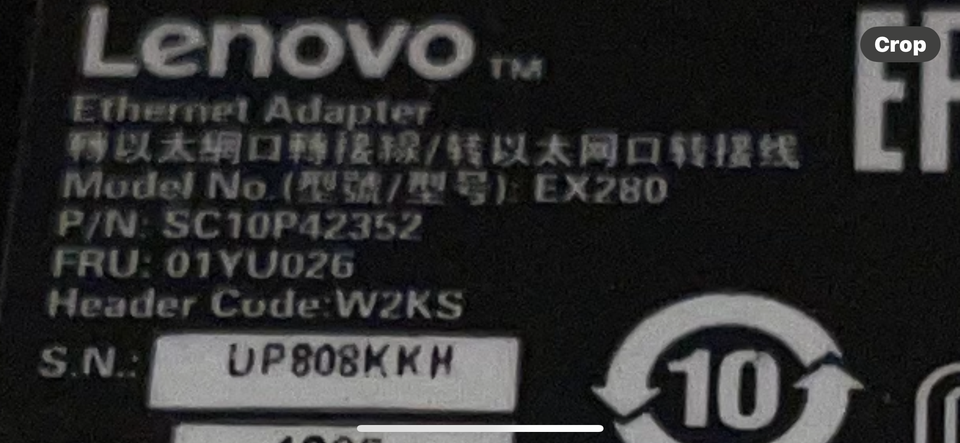 Lenovo ™
Ethernet Adapter
轉以太網口轉接線/转以太网口转接线
Model No.(型號/型号): EX280
P/N: SC10P42352
FRU: 01YU026
Header Code:W2KS
S.N.: UP808KKH
10
Crop